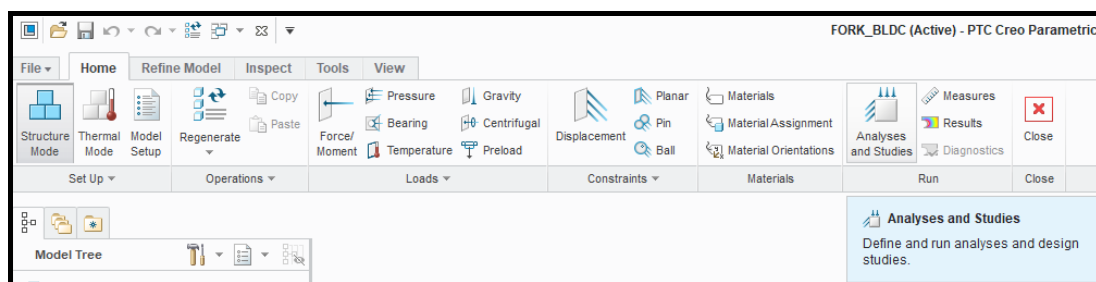 FORK_BLDC (Active) - PTC Creo Parametric
File Home Refine Model Inspect Tools View
Structure Mode
Thermal Mode
Model Setup
Set Up
Regenerate
Copy
Paste
Operations
Force/ Moment
Pressure
Bearing
Temperature
Gravity
Centrifugal
Preload
Loads
Displacement
Planar
Pin
Ball
Constraints
Materials
Material Assignment
Material Orientations
Materials
Analyses and Studies
Measures
Results
Diagnostics
Run
Close
Close
Model Tree
Analyses and Studies
Define and run analyses and design
studies.